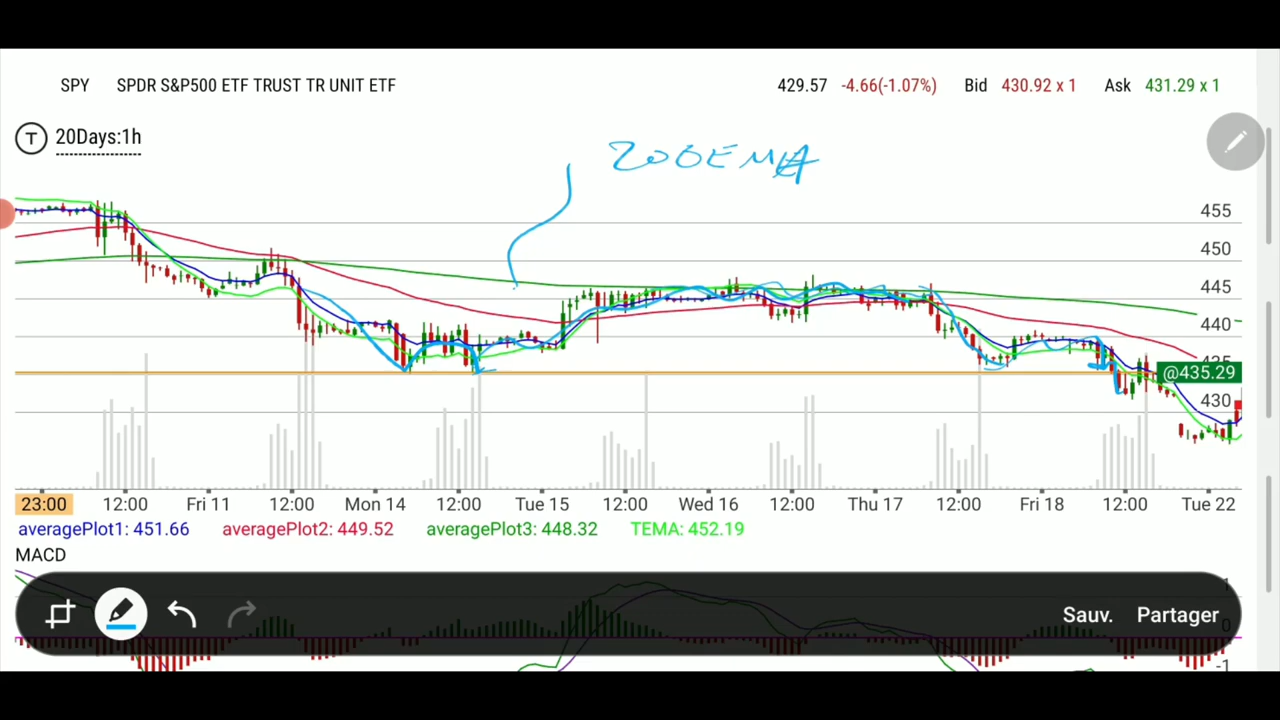 SPY SPDR S&P500 ETF TRUST TR UNIT ETF 429.57 -4.66(-1.07%) Bid 430.92 x 1 Ask 431.29 x 1
T 20Days:1h
200EMA
455
450
445
440
435
@435.29
430
23:00 12:00 Fri 11 12:00 Mon 14 12:00 Tue 15 12:00 Wed 16 12:00 Thu 17 12:00 Fri 18 12:00 Tue 22
averagePlot1: 451.66 averagePlot2: 449.52 averagePlot3: 448.32 TEMA: 452.19
MACD
1
Sauv. Partager
0
-1